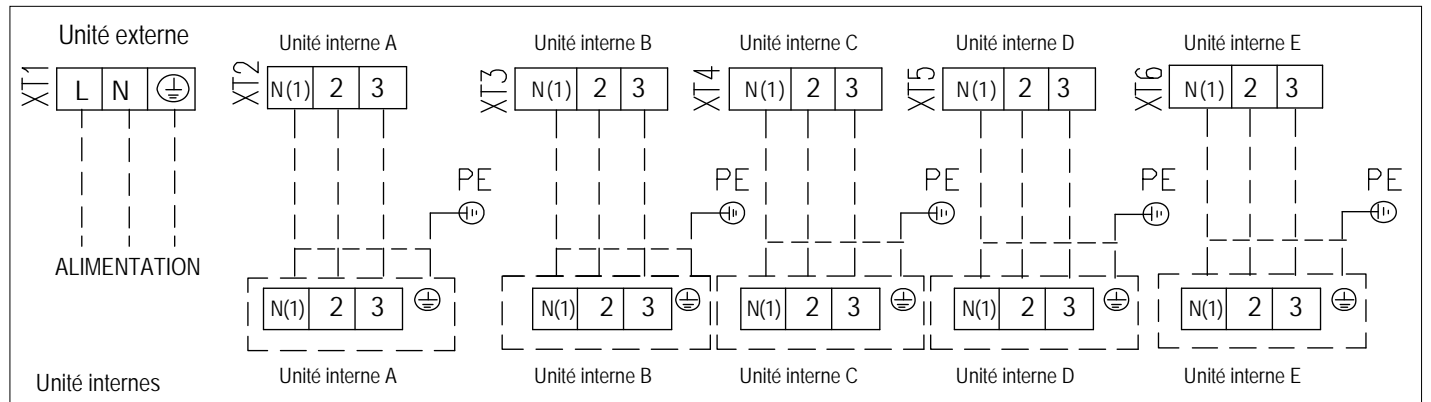 Unité externe
Unité interne A
Unité interne B
Unité interne C
Unité interne D
Unité interne E
XT1
L N
XT2
N(1) 2 3
XT3
N(1) 2 3
XT4
N(1) 2 3
XT5
N(1) 2 3
XT6
N(1) 2 3
PE
PE
PE
PE
PE
ALIMENTATION
N(1) 2 3
N(1) 2 3
N(1) 2 3
N(1) 2 3
N(1) 2 3
Unité internes
Unité interne A
Unité interne B
Unité interne C
Unité interne D
Unité interne E